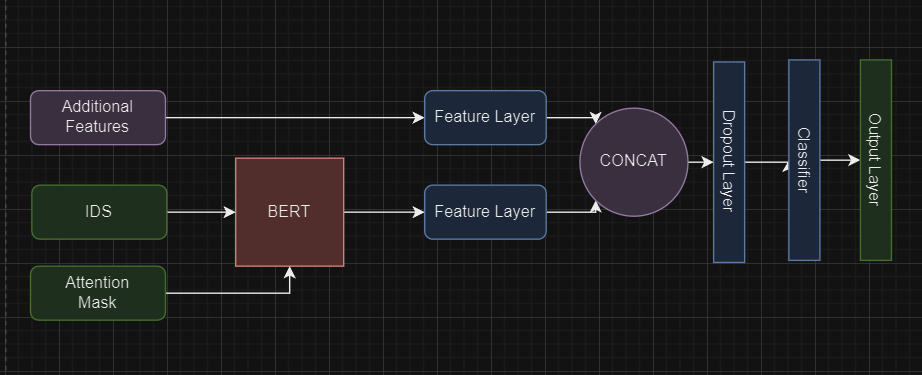 Additional
Features
Feature Layer
IDS
BERT
Feature Layer
Attention
Mask
CONCAT
Dropout Layer
Classifier
Output Layer